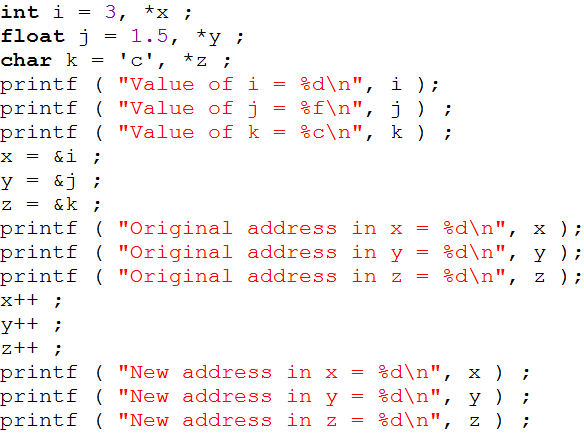 int i = 3, *x ;
float j = 1.5, *y ;
char k = 'c', *z ;
printf ( "Value of i = %d\n", i );
printf ( "Value of j = %f\n", j ) ;
printf ( "Value of k = %c\n", k ) ;
x = &i ;
y = &j ;
z = &k ;
printf ( "Original address in x = %d\n", x );
printf ( "Original address in y = %d\n", y );
printf ( "Original address in z = %d\n", z );
x++ ;
y++ ;
z++ ;
printf ( "New address in x = %d\n", x ) ;
printf ( "New address in y = %d\n", y ) ;
printf ( "New address in z = %d\n", z ) ;